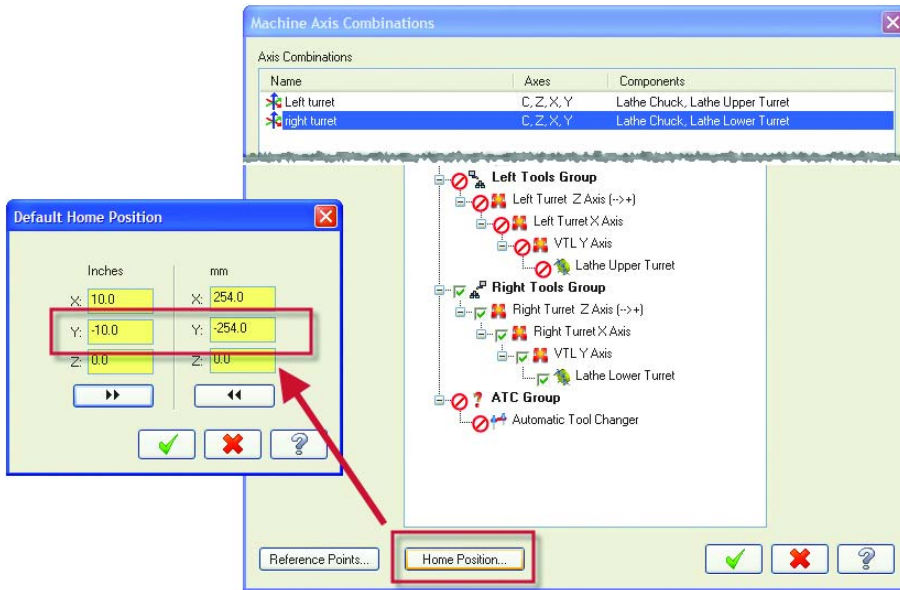 Machine Axis Combinations
Axis Combinations
Name Axes Components
Left turret C, Z, X, Y Lathe Chuck, Lathe Upper Turret
right turret C, Z, X, Y Lathe Chuck, Lathe Lower Turret
Left Tools Group
Left Turret Z Axis (-->+)
Left Turret X Axis
VTL Y Axis
Lathe Upper Turret
Right Tools Group
Right Turret Z Axis (-->+)
Right Turret X Axis
VTL Y Axis
Lathe Lower Turret
ATC Group
Automatic Tool Changer
Reference Points...
Home Position...
Default Home Position
Inches mm
X: 10.0 X: 254.0
Y: -10.0 Y: -254.0
Z: 0.0 Z: 0.0